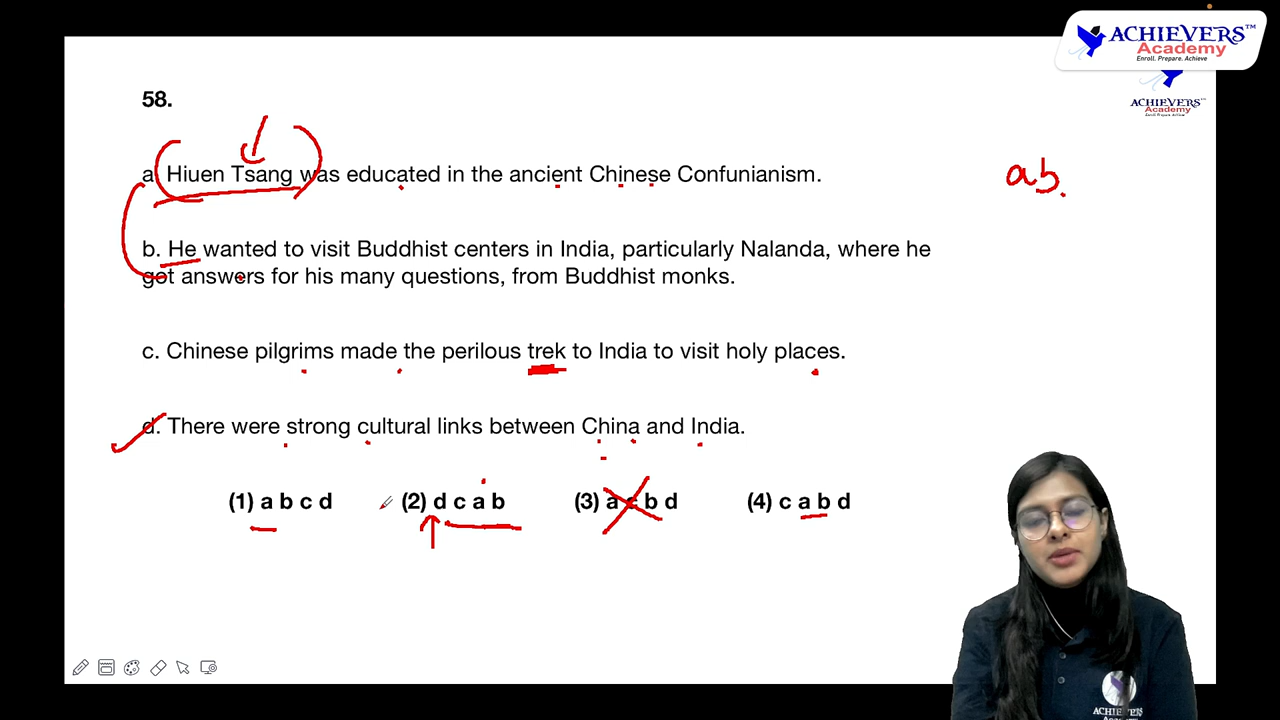 ACHIEVERS™
Academy
Enroll. Prepare. Achieve
ACHIEVERS™
Academy
58.
a. Hiuen Tsang was educated in the ancient Chinese Confunianism.
ab.
b. He wanted to visit Buddhist centers in India, particularly Nalanda, where he
got answers for his many questions, from Buddhist monks.
c. Chinese pilgrims made the perilous trek to India to visit holy places.
d. There were strong cultural links between China and India.
(1) a b c d (2) d c a b (3) a c b d (4) c a b d
ACHIEVERS